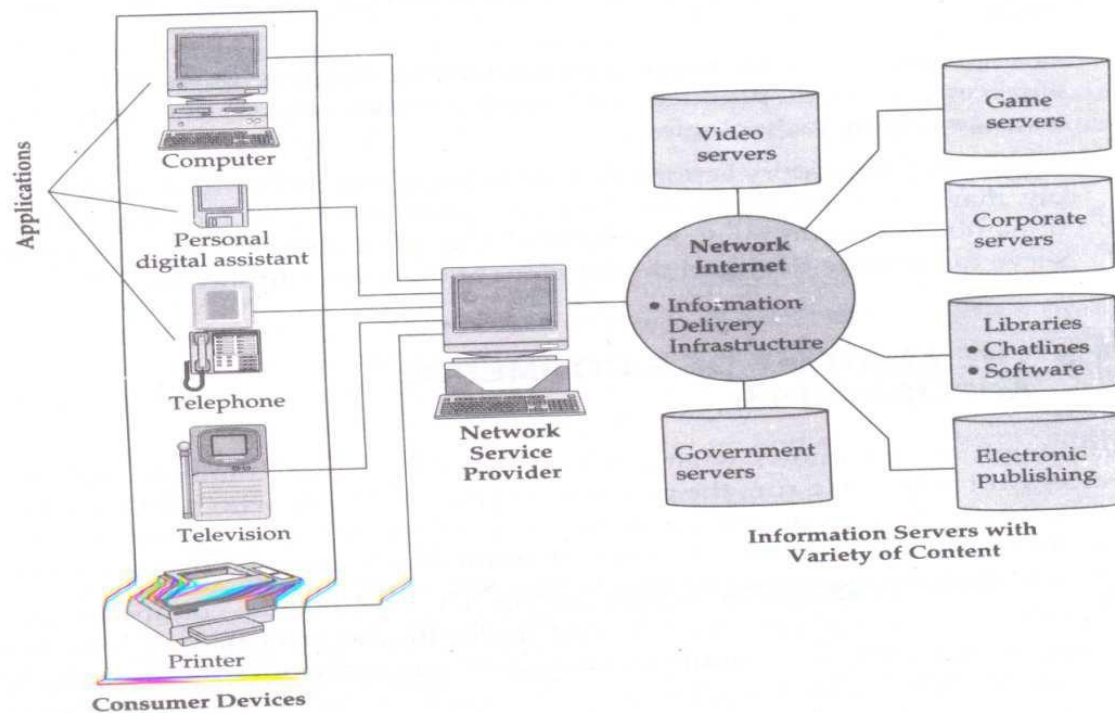 Applications
Computer
Personal
digital assistant
Telephone
Television
Printer
Consumer Devices
Network
Service
Provider
Network
Internet
• Information
Delivery
Infrastructure
Video
servers
Government
servers
Game
servers
Corporate
servers
Libraries
• Chatlines
• Software
Electronic
publishing
Information Servers with
Variety of Content